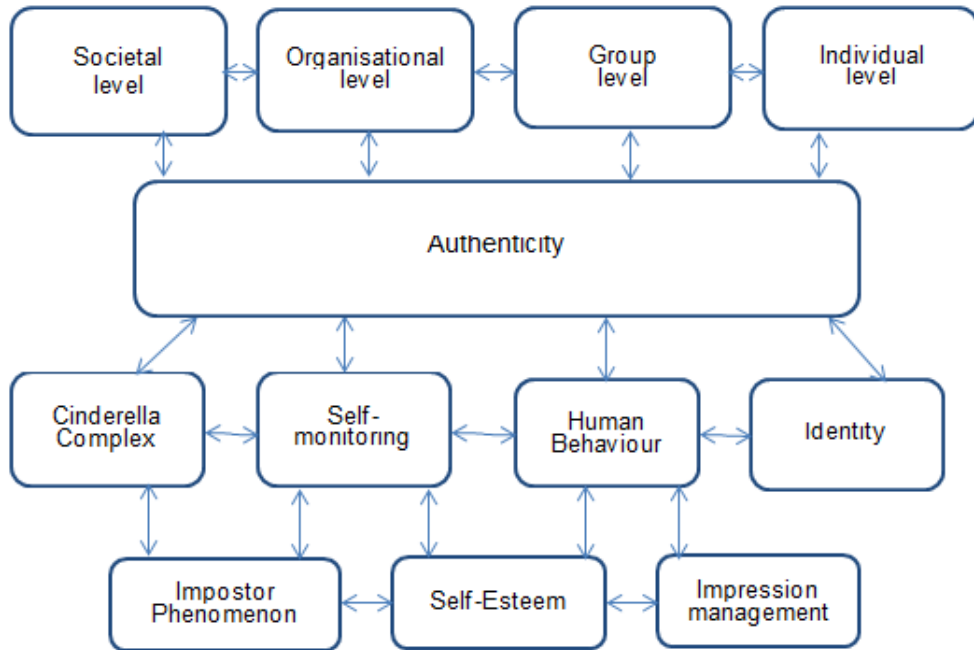 Societal
level
Organisational
level
Group
level
Individual
level
Authenticity
Cinderella
Complex
Self-
monitoring
Human
Behaviour
Identity
Impostor
Phenomenon
Self-Esteem
Impression
management